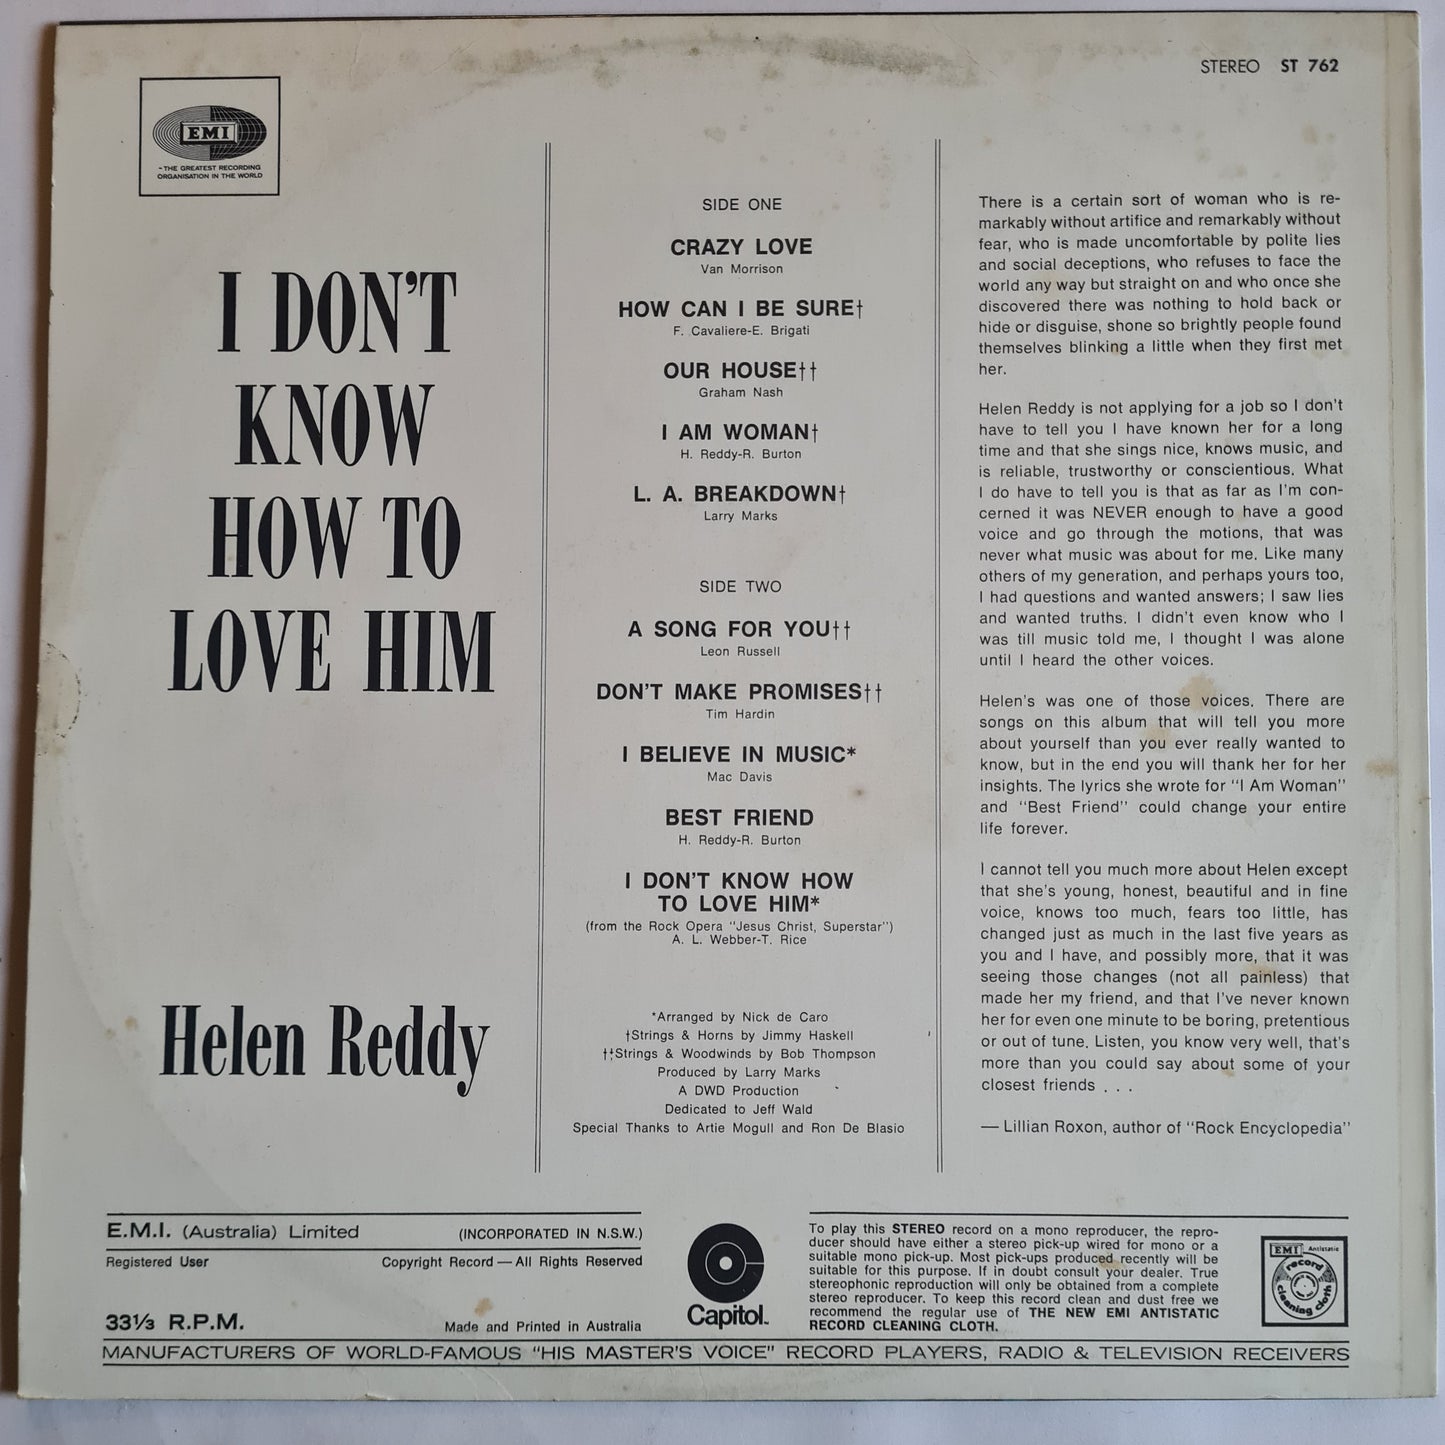 STEREO ST 762
EMI
-THE GREATEST RECORDING
ORGANISATION IN THE WORLD
I DON'T
KNOW
HOW TO
LOVE HIM
Helen Reddy
SIDE ONE
CRAZY LOVE
Van Morrison
HOW CAN I BE SURE†
F. Cavaliere-E. Brigati
OUR HOUSE††
Graham Nash
I AM WOMAN†
H. Reddy-R. Burton
L. A. BREAKDOWN†
Larry Marks
SIDE TWO
A SONG FOR YOU††
Leon Russell
DON'T MAKE PROMISES††
Tim Hardin
I BELIEVE IN MUSIC*
Mac Davis
BEST FRIEND
H. Reddy-R. Burton
I DON'T KNOW HOW
TO LOVE HIM*
(from the Rock Opera "Jesus Christ, Superstar")
A. L. Webber-T. Rice
*Arranged by Nick de Caro
†Strings & Horns by Jimmy Haskell
††Strings & Woodwinds by Bob Thompson
Produced by Larry Marks
A DWD Production
Dedicated to Jeff Wald
Special Thanks to Artie Mogull and Ron De Blasio
There is a certain sort of woman who is re-
markably without artifice and remarkably without
fear, who is made uncomfortable by polite lies
and social deceptions, who refuses to face the
world any way but straight on and who once she
discovered there was nothing to hold back or
hide or disguise, shone so brightly people found
themselves blinking a little when they first met
her.
Helen Reddy is not applying for a job so I don't
have to tell you I have known her for a long
time and that she sings nice, knows music, and
is reliable, trustworthy or conscientious. What
I do have to tell you is that as far as I'm con-
cerned it was NEVER enough to have a good
voice and go through the motions, that was
never what music was about for me. Like many
others of my generation, and perhaps yours too,
I had questions and wanted answers; I saw lies
and wanted truths. I didn't even know who I
was till music told me, I thought I was alone
until I heard the other voices.
Helen's was one of those voices. There are
songs on this album that will tell you more
about yourself than you ever really wanted to
know, but in the end you will thank her for her
insights. The lyrics she wrote for "I Am Woman"
and "Best Friend" could change your entire
life forever.
I cannot tell you much more about Helen except
that she's young, honest, beautiful and in fine
voice, knows too much, fears too little, has
changed just as much in the last five years as
you and I have, and possibly more, that it was
seeing those changes (not all painless) that
made her my friend, and that I've never known
her for even one minute to be boring, pretentious
or out of tune. Listen, you know very well, that's
more than you could say about some of your
closest friends . . .
— Lillian Roxon, author of "Rock Encyclopedia"
E.M.I. (Australia) Limited (INCORPORATED IN N.S.W.)
Registered User Copyright Record — All Rights Reserved
33⅓ R.P.M. Made and Printed in Australia
Capitol™
To play this STEREO record on a mono reproducer, the repro-
ducer should have either a stereo pick-up wired for mono or a
suitable mono pick-up. Most pick-ups produced recently will be
suitable for this purpose. If in doubt consult your dealer. True
stereophonic reproduction will only be obtained from a complete
stereo reproducer. To keep this record clean and dust free we
recommend the regular use of THE NEW EMI ANTISTATIC
RECORD CLEANING CLOTH.
EMI Antistatic
record
cleaning cloth
MANUFACTURERS OF WORLD-FAMOUS "HIS MASTER'S VOICE" RECORD PLAYERS, RADIO & TELEVISION RECEIVERS